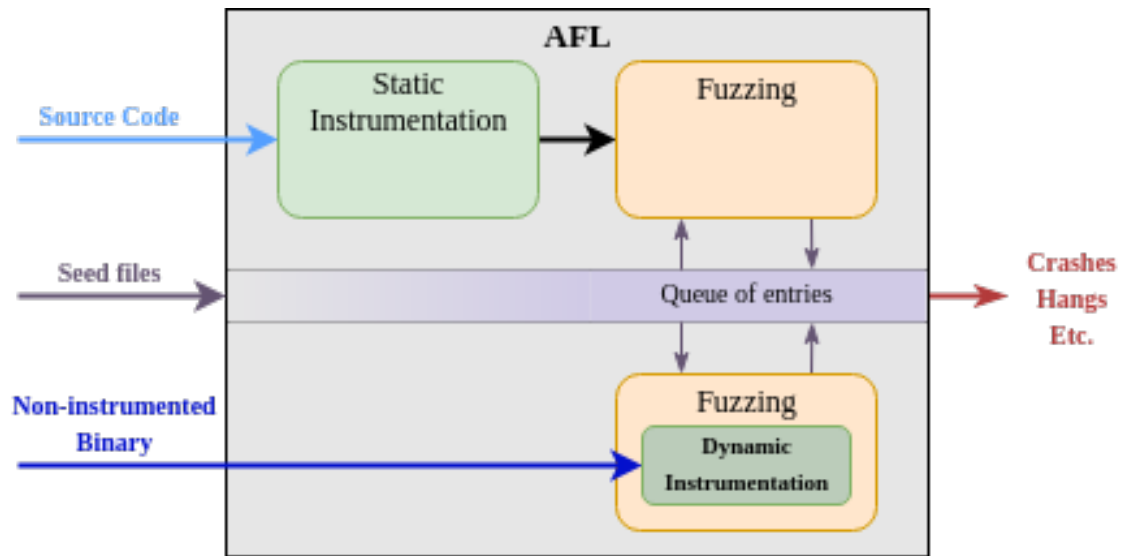 AFL
Static
Instrumentation
Fuzzing
Source Code
Seed files
Queue of entries
Crashes
Hangs
Etc.
Non-instrumented
Binary
Fuzzing
Dynamic
Instrumentation